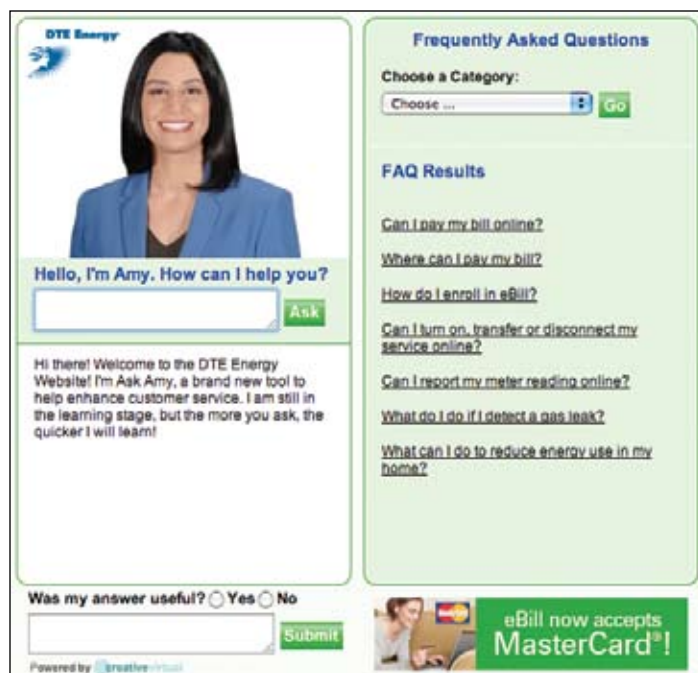 DTE Energy
Hello, I'm Amy. How can I help you?
Ask
Hi there! Welcome to the DTE Energy
Website! I'm Ask Amy, a brand new tool to
help enhance customer service. I am still in
the learning stage, but the more you ask, the
quicker I will learn!
Was my answer useful? Yes No
Submit
Powered by creativevirtual
Frequently Asked Questions
Choose a Category:
Choose ...
Go
FAQ Results
Can I pay my bill online?
Where can I pay my bill?
How do I enroll in eBill?
Can I turn on, transfer or disconnect my
service online?
Can I report my meter reading online?
What do I do if I detect a gas leak?
What can I do to reduce energy use in my
home?
MasterCard
eBill now accepts
MasterCard®!